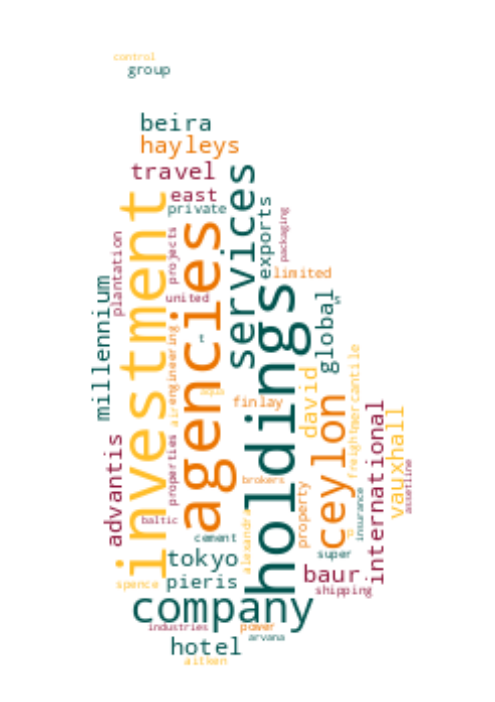 control
group
beira
hayleys
travel
east
private
services
investment
agencies
holdings
exports
packaging
projects
plantation
limited
united
global
s
millennium
t
engineering
air
aqua
finlay
david
mercantile
freight
ceylon
international
vauxhall
assetline
advantis
properties
brokers
property
insurance
baltic
alexandra
cement
p
super
tokyo
pieris
spence
baur
shipping
company
industries
power
arvana
hotel
aitken